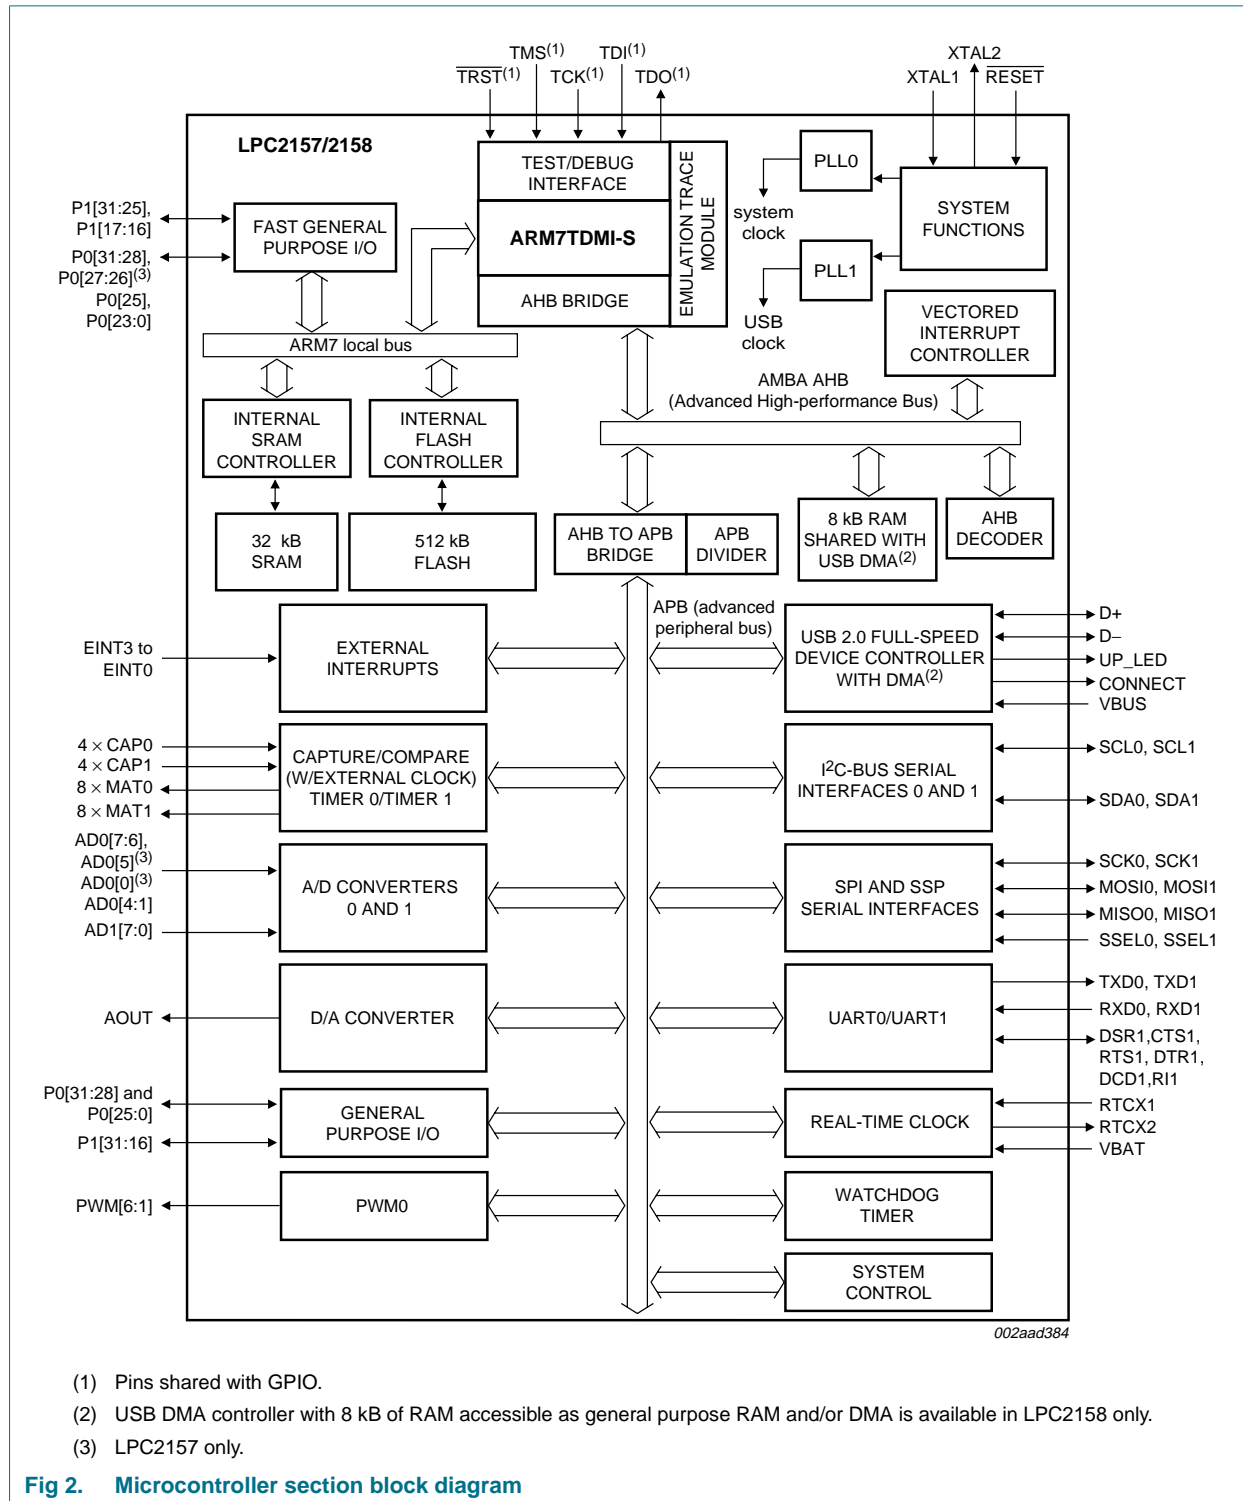 TMS(1)
TDI(1)
TRST(1)
TCK(1)
TDO(1)
XTAL2
XTAL1
RESET
LPC2157/2158
TEST/DEBUG
INTERFACE
EMULATION TRACE
MODULE
PLL0
SYSTEM
FUNCTIONS
system
clock
P1[31:25],
P1[17:16]
FAST GENERAL
PURPOSE I/O
ARM7TDMI-S
P0[31:28],
P0[27:26](3)
P0[25],
P0[23:0]
PLL1
AHB BRIDGE
USB
clock
VECTORED
INTERRUPT
CONTROLLER
ARM7 local bus
AMBA AHB
(Advanced High-performance Bus)
INTERNAL
SRAM
CONTROLLER
INTERNAL
FLASH
CONTROLLER
32 kB
SRAM
512 kB
FLASH
AHB TO APB
BRIDGE
APB
DIVIDER
8 kB RAM
SHARED WITH
USB DMA(2)
AHB
DECODER
APB (advanced
peripheral bus)
EINT3 to
EINT0
EXTERNAL
INTERRUPTS
USB 2.0 FULL-SPEED
DEVICE CONTROLLER
WITH DMA(2)
D+
D−
UP_LED
CONNECT
VBUS
4 × CAP0
4 × CAP1
8 × MAT0
8 × MAT1
CAPTURE/COMPARE
(W/EXTERNAL CLOCK)
TIMER 0/TIMER 1
I2C-BUS SERIAL
INTERFACES 0 AND 1
SCL0, SCL1
SDA0, SDA1
AD0[7:6],
AD0[5](3)
AD0[0](3)
AD0[4:1]
AD1[7:0]
A/D CONVERTERS
0 AND 1
SPI AND SSP
SERIAL INTERFACES
SCK0, SCK1
MOSI0, MOSI1
MISO0, MISO1
SSEL0, SSEL1
AOUT
D/A CONVERTER
UART0/UART1
TXD0, TXD1
RXD0, RXD1
DSR1,CTS1,
RTS1, DTR1,
DCD1,RI1
P0[31:28] and
P0[25:0]
P1[31:16]
GENERAL
PURPOSE I/O
REAL-TIME CLOCK
RTCX1
RTCX2
VBAT
PWM[6:1]
PWM0
WATCHDOG
TIMER
SYSTEM
CONTROL
002aad384
(1) Pins shared with GPIO.
(2) USB DMA controller with 8 kB of RAM accessible as general purpose RAM and/or DMA is available in LPC2158 only.
(3) LPC2157 only.
Fig 2. Microcontroller section block diagram